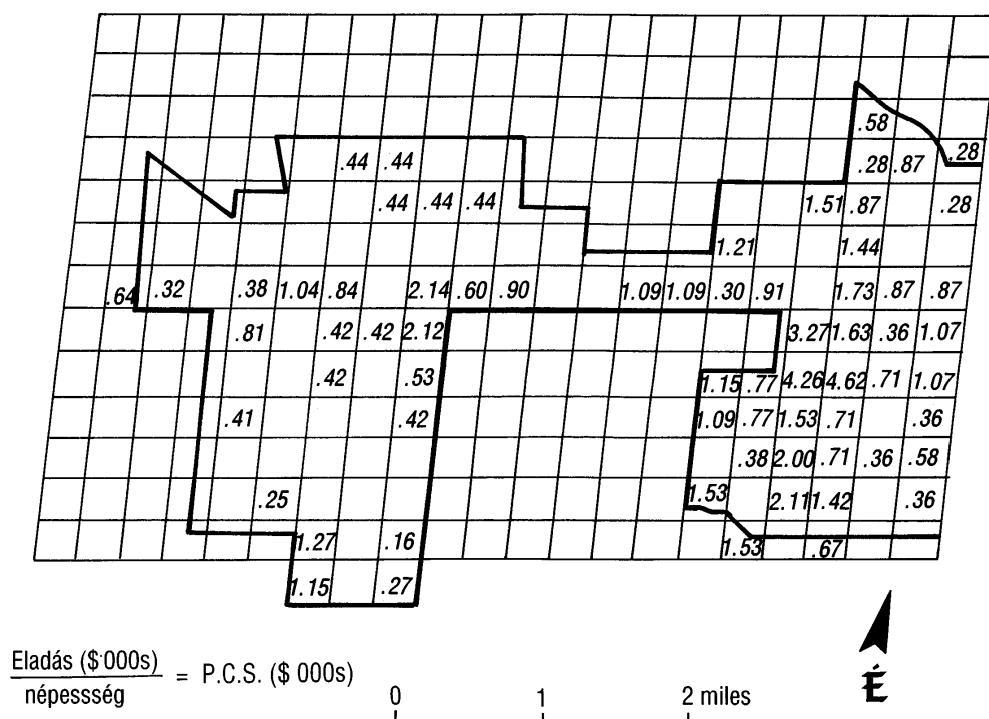 .58
.44 .44 .28 .87 .28
.44 .44 .44 1.51 .87 .28
1.21 1.44
.64 .32 .38 1.04 .84 2.14 .60 .90 1.09 1.09 .30 .91 1.73 .87 .87
.81 .42 .42 2.12 3.27 1.63 .36 1.07
.42 .53 1.15 .77 4.26 4.62 .71 1.07
.41 .42 1.09 .77 1.53 .71 .36
.38 2.00 .71 .36 .58
.25 1.53 2.11 1.42 .36
1.27 .16 1.53 .67
1.15 .27
Eladás ($ 000s)
népessség
= P.C.S. ($ 000s)
0 1 2 miles
É